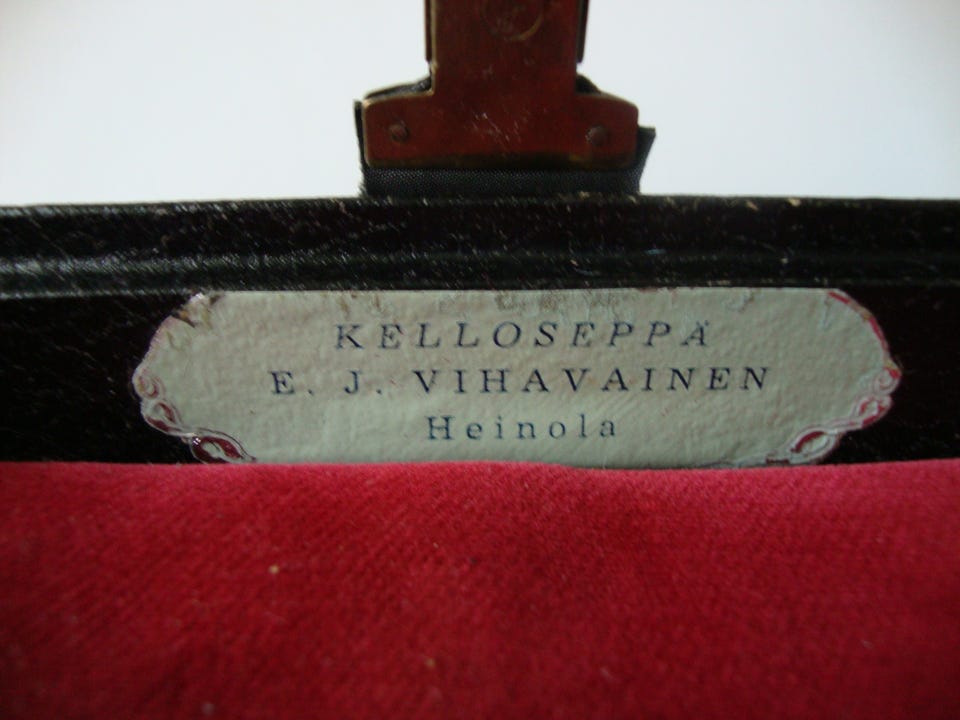 KELLOSEPPÄ
E. J. VIHAVAINEN
Heinola